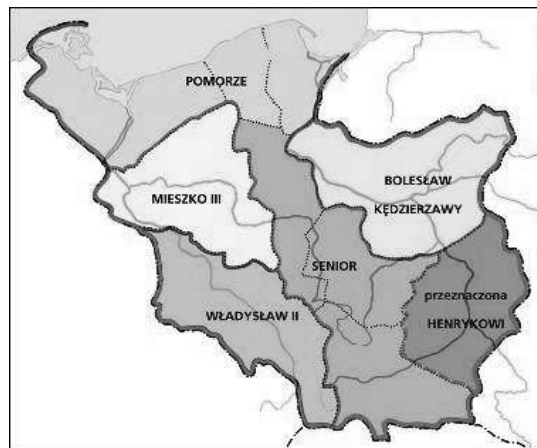 POMORZE
BOLESŁAW
KĘDZIERZAWY
MIESZKO III
SENIOR
przeznaczona
HENRYKOWI
WŁADYSŁAW II